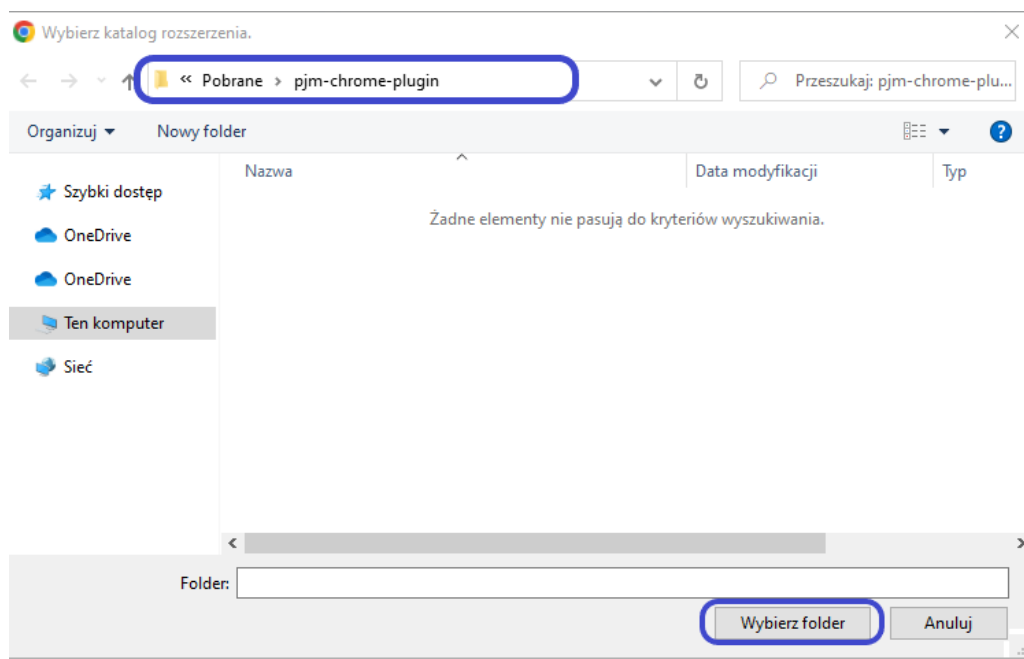 Wybierz katalog rozszerzenia.
« Pobrane > pjm-chrome-plugin
Przeszukaj: pjm-chrome-plu...
Organizuj
Nowy folder
?
Nazwa
Data modyfikacji
Typ
Żadne elementy nie pasują do kryteriów wyszukiwania.
Szybki dostęp
OneDrive
OneDrive
Ten komputer
Sieć
Folder:
Wybierz folder
Anuluj